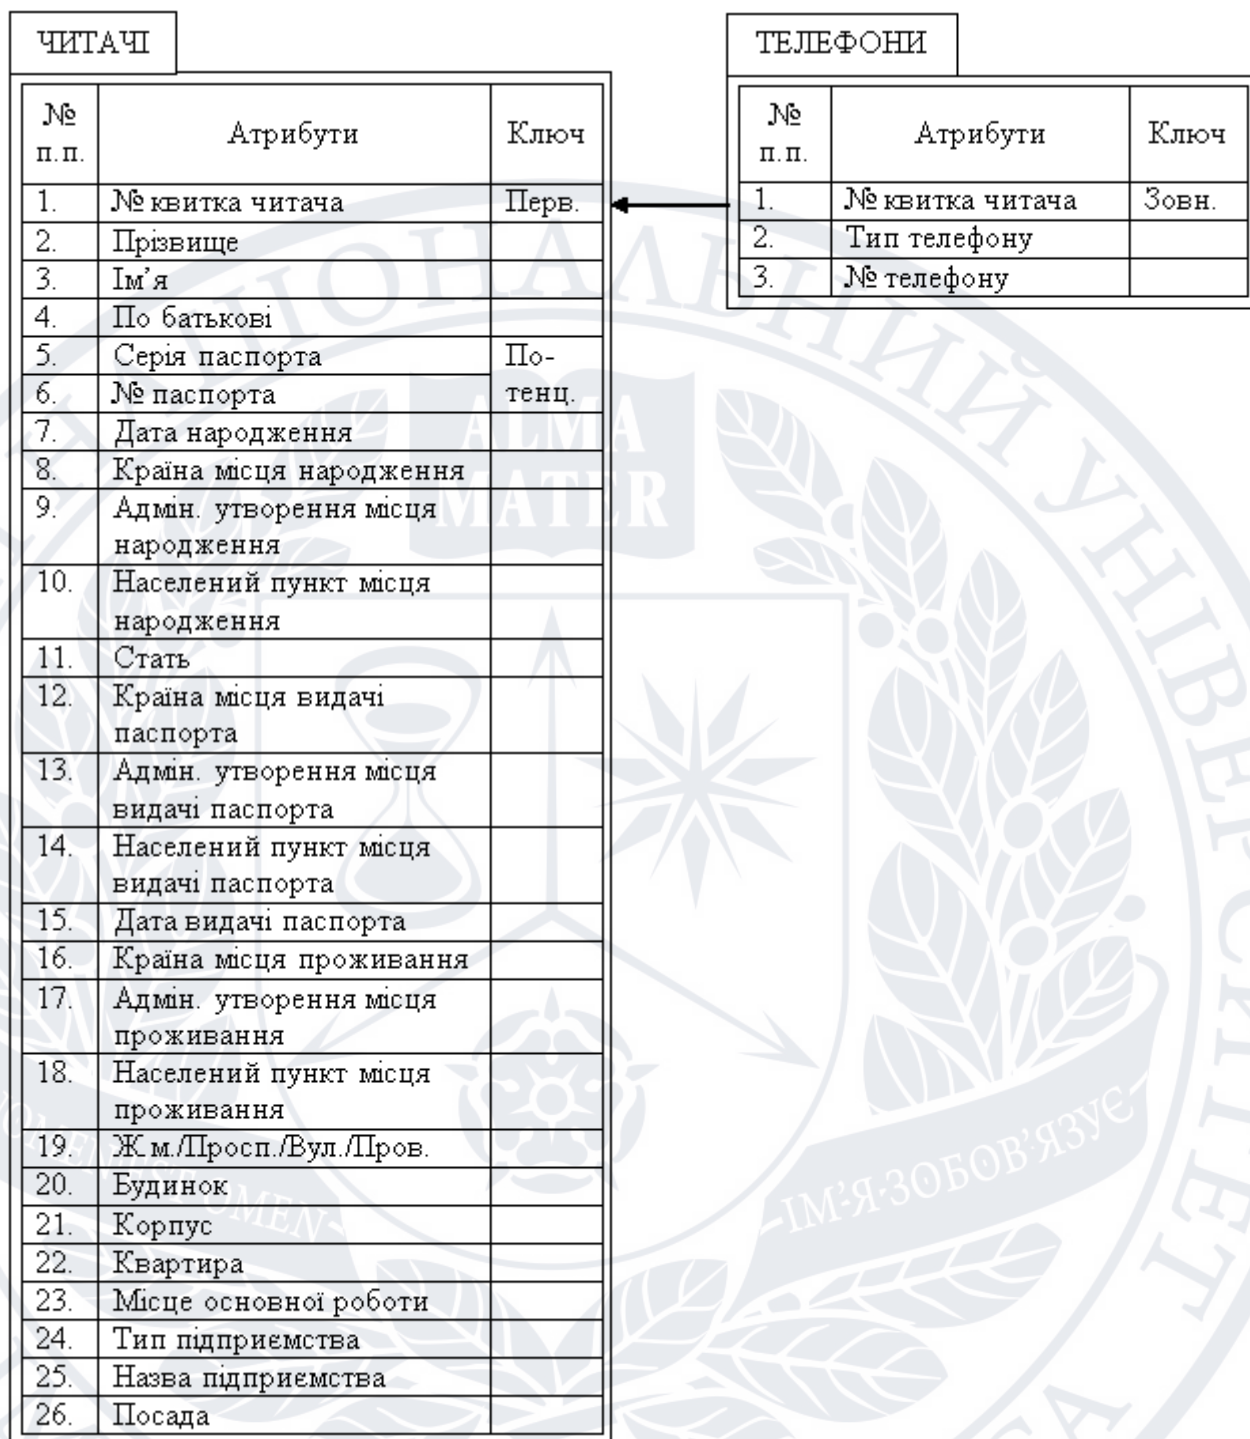 ЧИТАЧІ
№ п.п. Атрибути Ключ
1. № квитка читача Перв.
2. Прізвище
3. Ім’я
4. По батькові
5. Серія паспорта По-
6. № паспорта тенц.
7. Дата народження
8. Країна місця народження
9. Адмін. утворення місця
народження
10. Населений пункт місця
народження
11. Стать
12. Країна місця видачі
паспорта
13. Адмін. утворення місця
видачі паспорта
14. Населений пункт місця
видачі паспорта
15. Дата видачі паспорта
16. Країна місця проживання
17. Адмін. утворення місця
проживання
18. Населений пункт місця
проживання
19. Ж.м./Просп./Вул./Пров.
20. Будинок
21. Корпус
22. Квартира
23. Місце основної роботи
24. Тип підприємства
25. Назва підприємства
26. Посада
ТЕЛЕФОНИ
№ п.п. Атрибути Ключ
1. № квитка читача Зовн.
2. Тип телефону
3. № телефону
НАЦІОНАЛЬНИЙ УНІВЕРСИТЕТ
ALMA
MATER
ІМ’Я ЗОБОВ’ЯЗУЄ